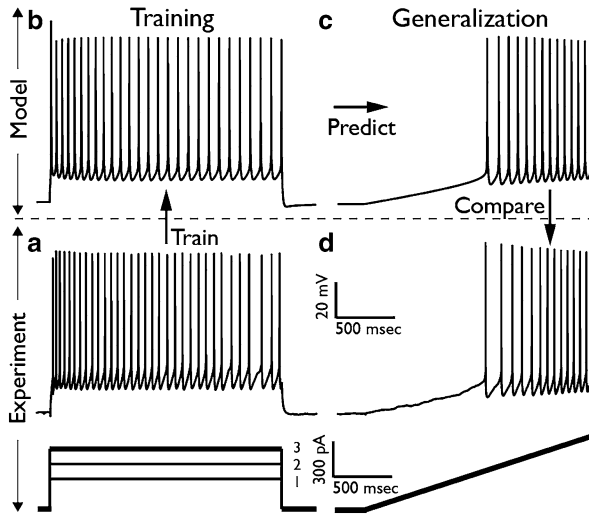 b Training c Generalization
Model
Predict
Compare
a Train d
Experiment
20 mV
500 msec
3
2
1
300 pA
500 msec